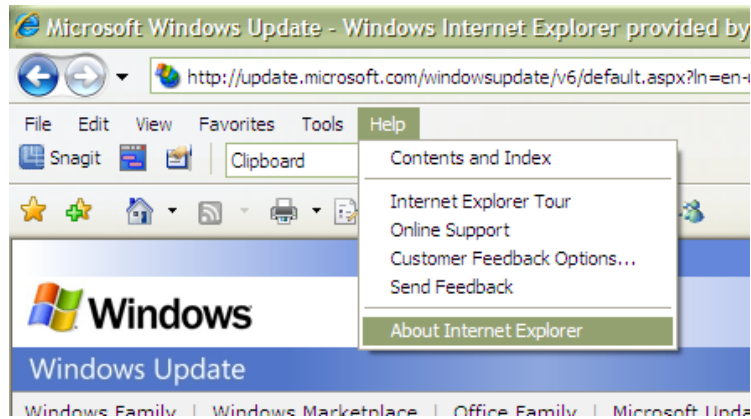 Microsoft Windows Update - Windows Internet Explorer provided by
http://update.microsoft.com/windowsupdate/v6/default.aspx?ln=en-
File Edit View Favorites Tools Help
Snagit Clipboard
Contents and Index
Internet Explorer Tour
Online Support
Customer Feedback Options...
Send Feedback
About Internet Explorer
Windows
Windows Update
Windows Family | Windows Marketplace | Office Family | Microsoft Upda